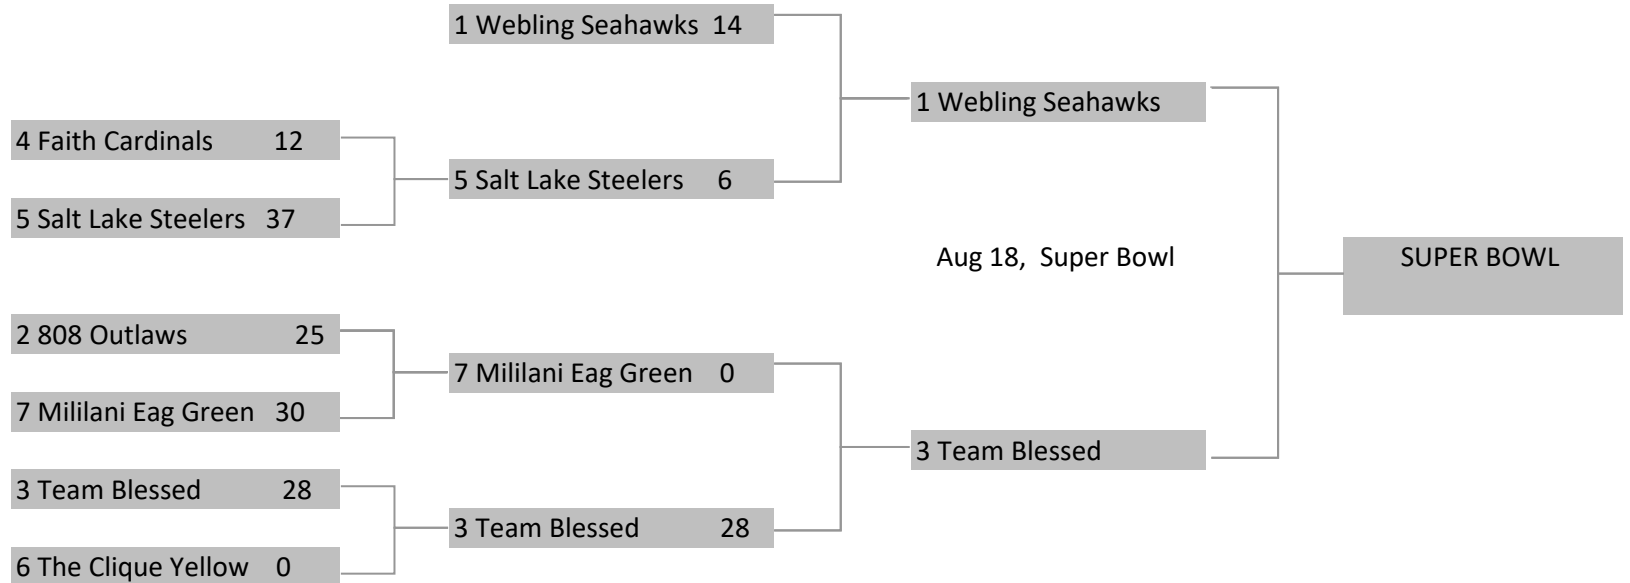 1 Webling Seahawks 14
1 Webling Seahawks
4 Faith Cardinals 12
5 Salt Lake Steelers 6
5 Salt Lake Steelers 37
Aug 18, Super Bowl
SUPER BOWL
2 808 Outlaws 25
7 Mililani Eag Green 0
7 Mililani Eag Green 30
3 Team Blessed
3 Team Blessed 28
3 Team Blessed 28
6 The Clique Yellow 0